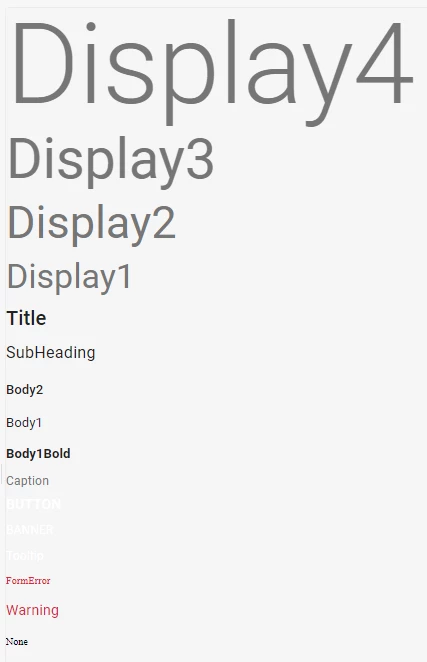 Display4
Display3
Display2
Display1
Title
SubHeading
Body2
Body1
Body1Bold
Caption
BUTTON
BANNER
Tooltip
FormError
Warning
None